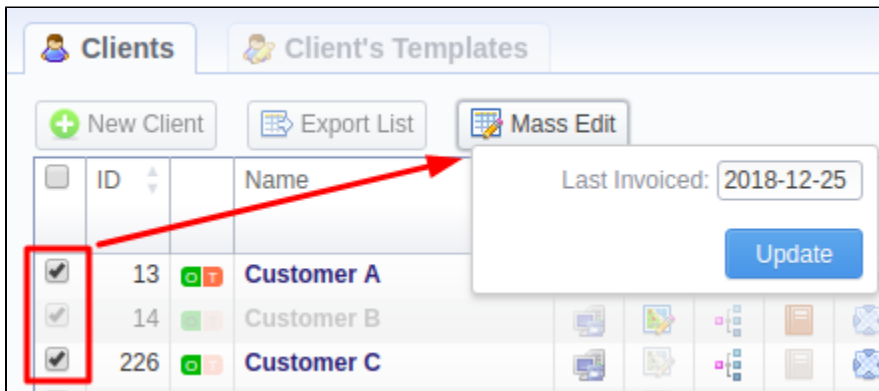 Clients Client's Templates
New Client Export List Mass Edit
ID Name Last Invoiced: 2018-12-25
Update
13 O T Customer A
14 Customer B
226 O T Customer C